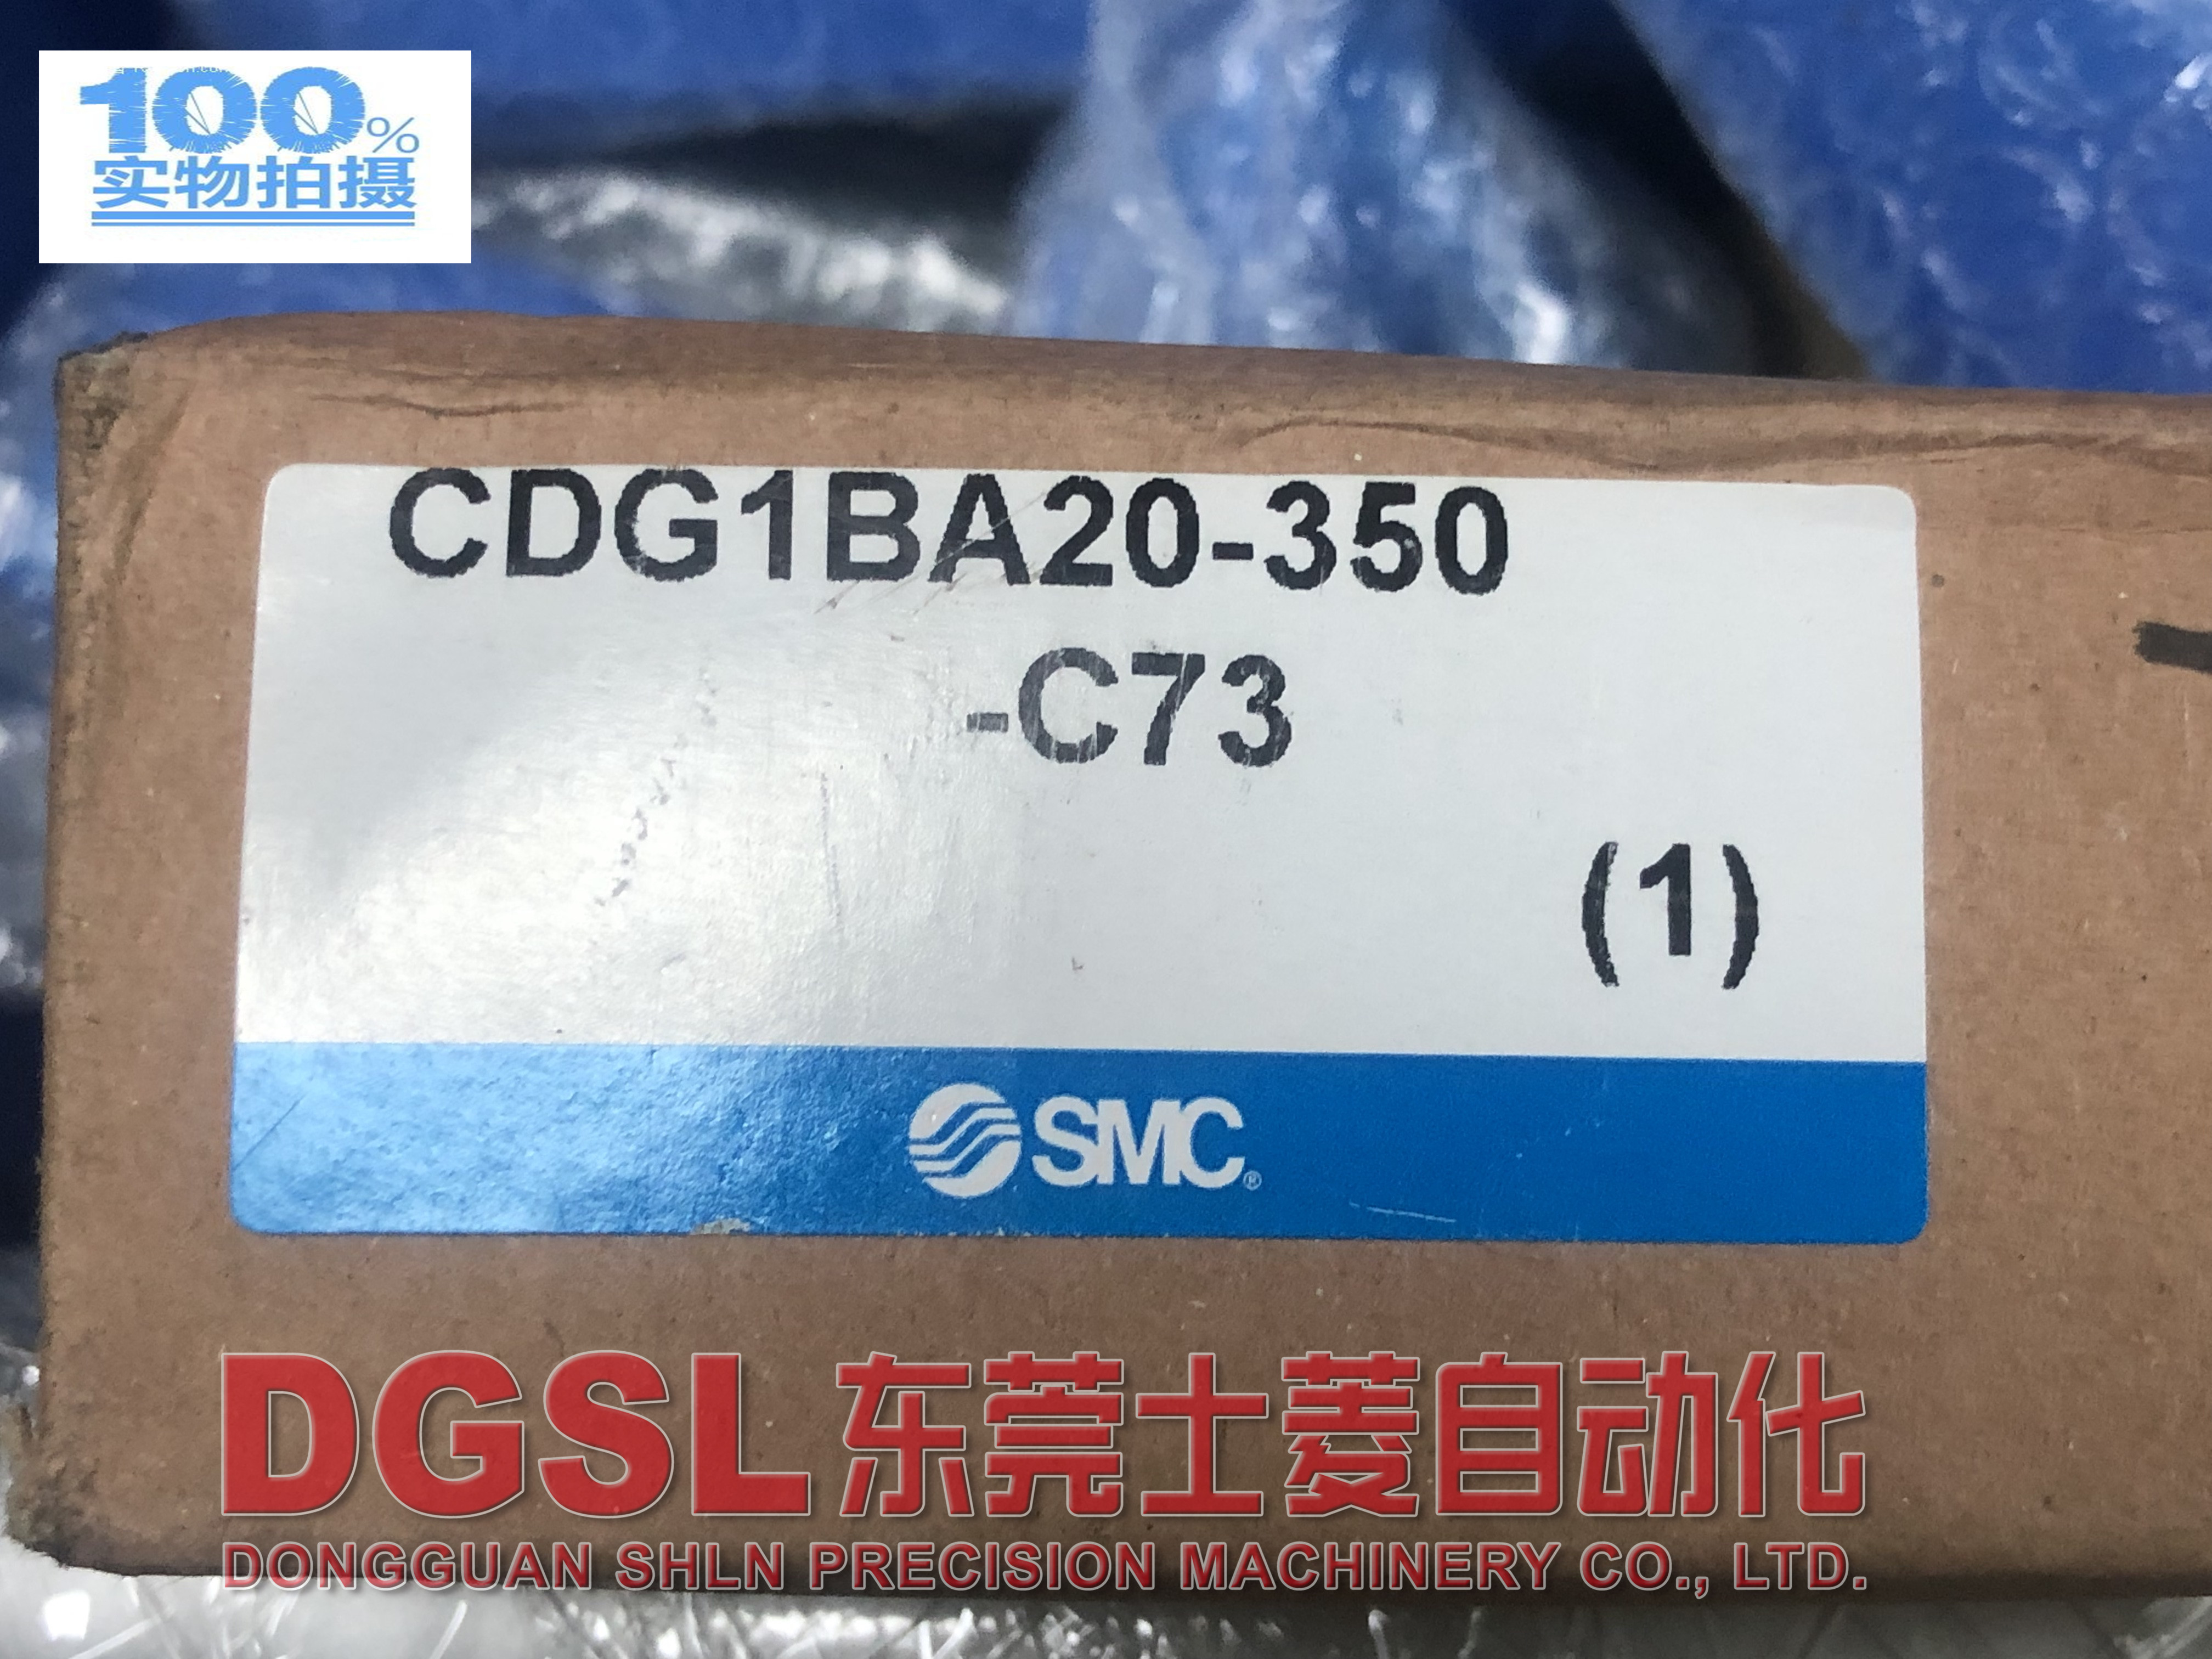 100%
实物拍摄
CDG1BA20-350
-C73
(1)
SMC®
DGSL 东莞士菱自动化
DONGGUAN SHLN PRECISION MACHINERY CO., LTD.